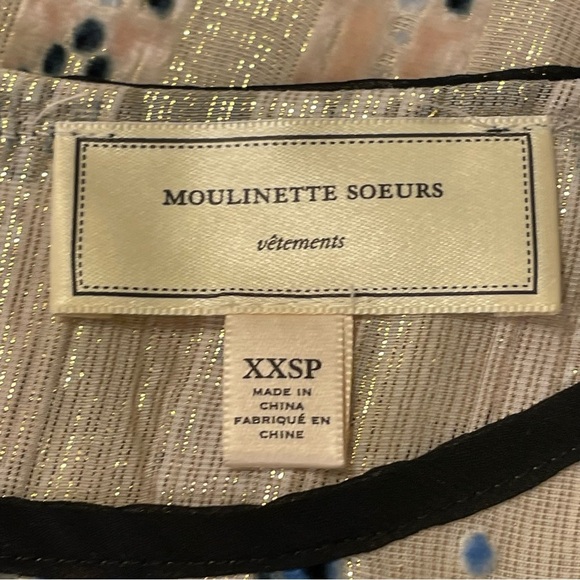 MOULINETTE SOEURS
vêtements
XXSP
MADE IN
CHINA
FABRIQUÉ EN
CHINE